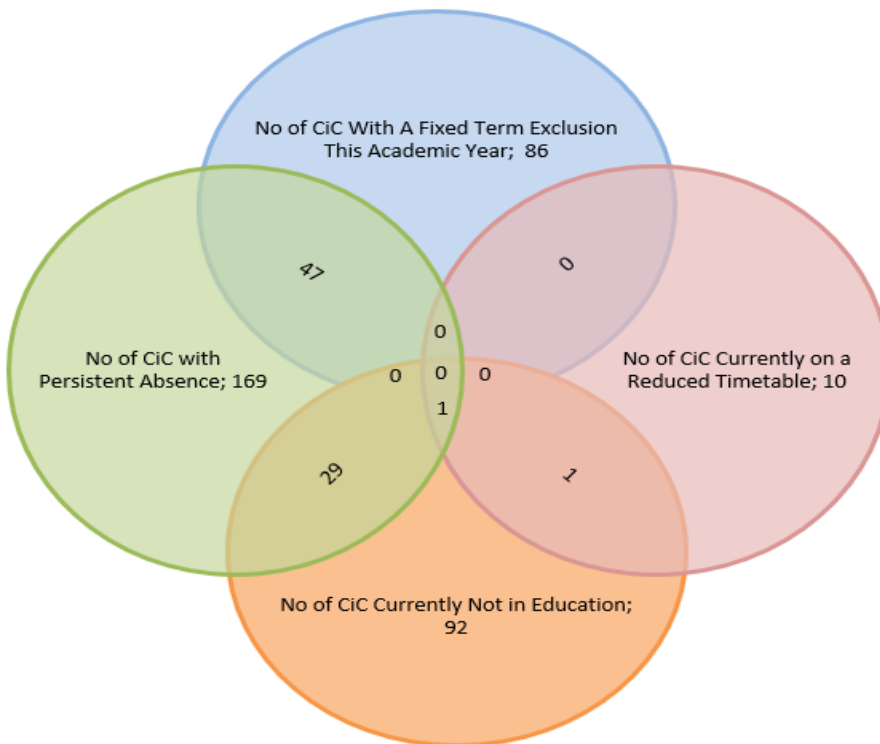 No of CiC With A Fixed Term Exclusion
This Academic Year;  86
47
0
0
No of CiC with
Persistent Absence; 169
No of CiC Currently on a
Reduced Timetable; 10
0
0
0
1
29
1
No of CiC Currently Not in Education;
92